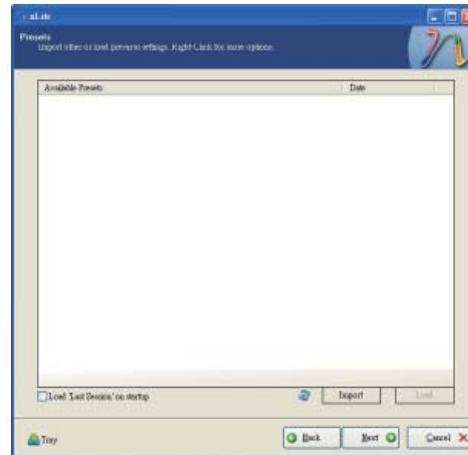 nLite
Presets
Import other or load previous settings. Right-Click for more options.
Available Presets Date
Load 'Last Session' on startup
Import
Load
Tray
Back
Next
Cancel